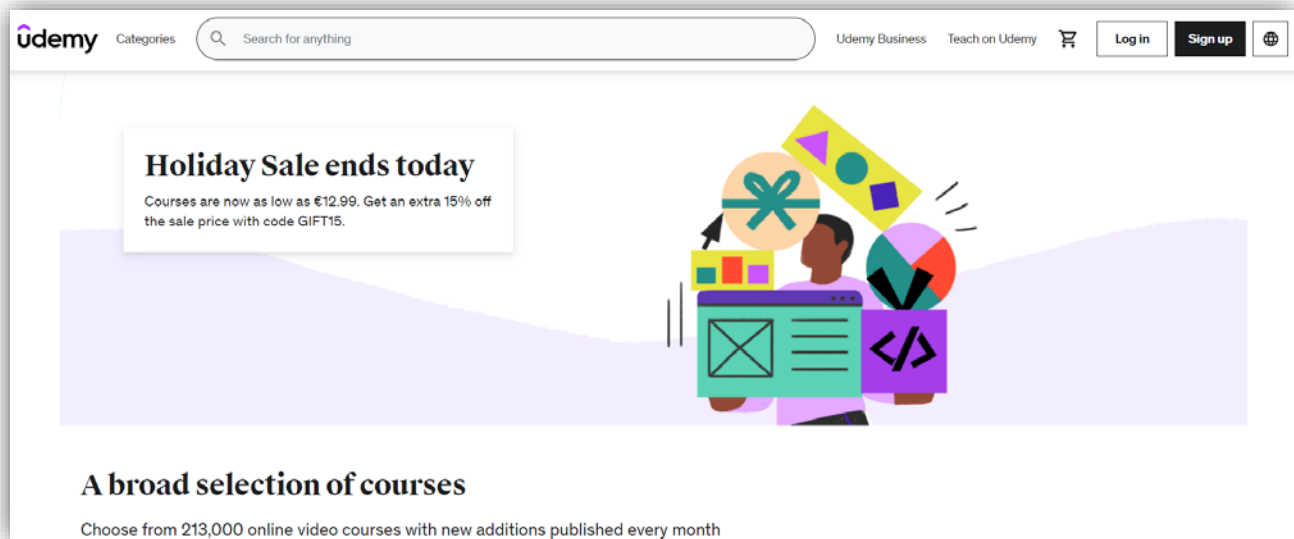 ûdemy Categories Search for anything Udemy Business Teach on Udemy Log in Sign up
Holiday Sale ends today
Courses are now as low as €12.99. Get an extra 15% off
the sale price with code GIFT15.
</>
A broad selection of courses
Choose from 213,000 online video courses with new additions published every month